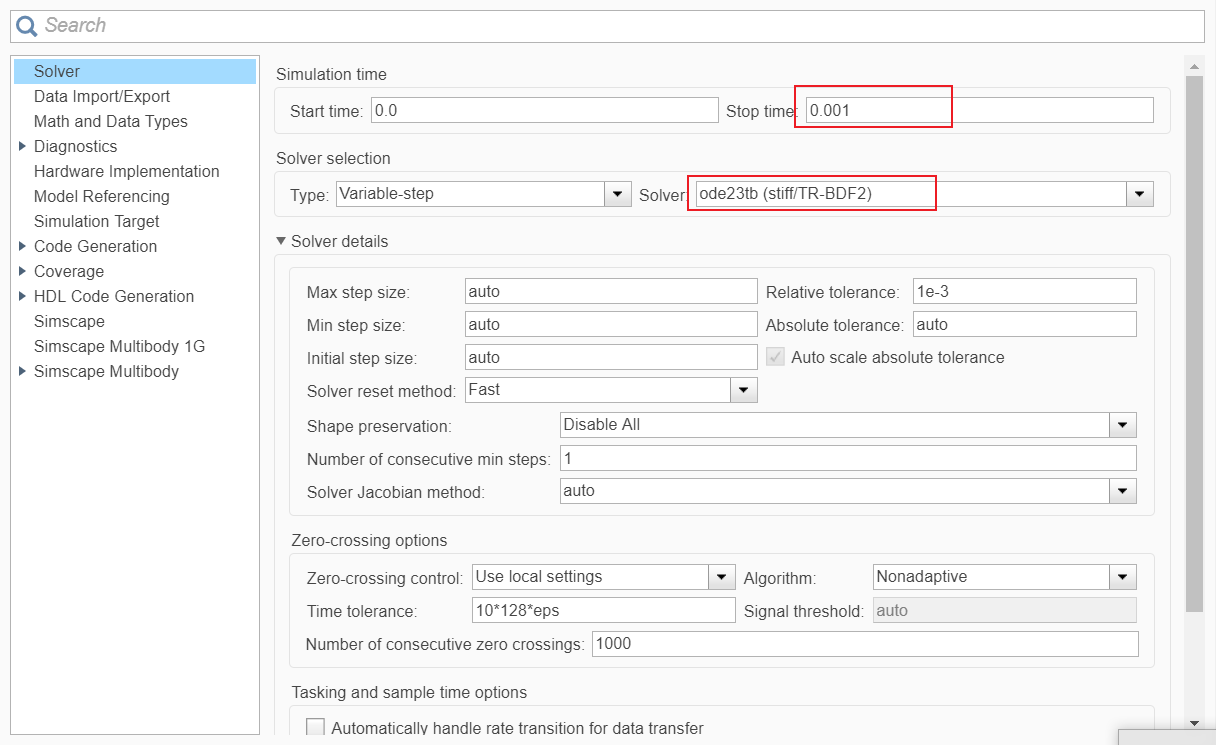 Search
Solver
Data Import/Export
Math and Data Types
Diagnostics
Hardware Implementation
Model Referencing
Simulation Target
Code Generation
Coverage
HDL Code Generation
Simscape
Simscape Multibody 1G
Simscape Multibody
Simulation time
Start time: 0.0 Stop time: 0.001
Solver selection
Type: Variable-step Solver: ode23tb (stiff/TR-BDF2)
Solver details
Max step size: auto Relative tolerance: 1e-3
Min step size: auto Absolute tolerance: auto
Initial step size: auto Auto scale absolute tolerance
Solver reset method: Fast
Shape preservation: Disable All
Number of consecutive min steps: 1
Solver Jacobian method: auto
Zero-crossing options
Zero-crossing control: Use local settings Algorithm: Nonadaptive
Time tolerance: 10*128*eps Signal threshold: auto
Number of consecutive zero crossings: 1000
Tasking and sample time options
Automatically handle rate transition for data transfer